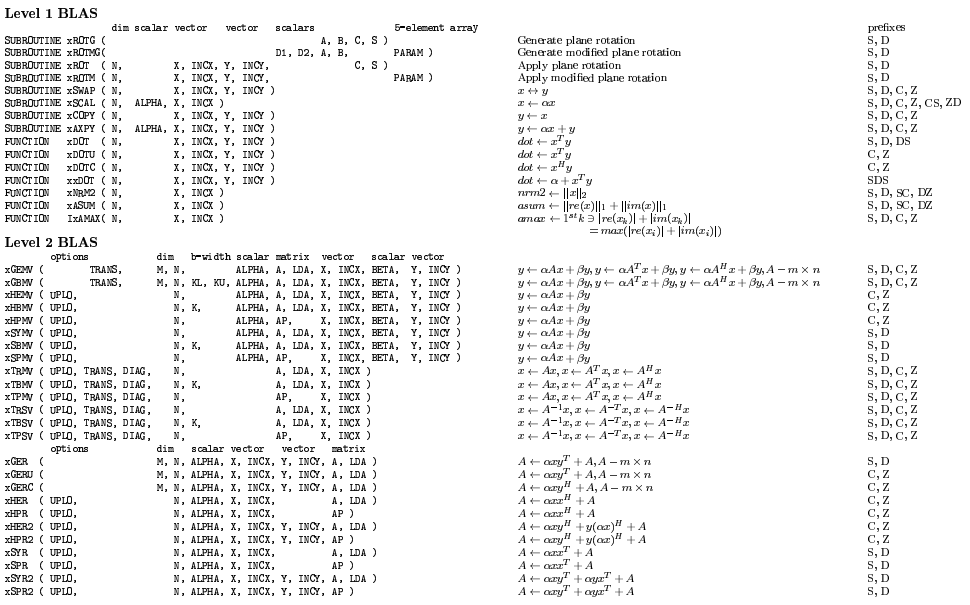 Level 1 BLAS
dim scalar vector vector scalars 5-element array prefixes
SUBROUTINE xROTG ( A, B, C, S ) Generate plane rotation S, D
SUBROUTINE xROTMG( D1, D2, A, B, PARAM ) Generate modified plane rotation S, D
SUBROUTINE xROT ( N, X, INCX, Y, INCY, C, S ) Apply plane rotation S, D
SUBROUTINE xROTM ( N, X, INCX, Y, INCY, PARAM ) Apply modified plane rotation S, D
SUBROUTINE xSWAP ( N, X, INCX, Y, INCY ) x ↔ y S, D, C, Z
SUBROUTINE xSCAL ( N, ALPHA, X, INCX ) x ← αx S, D, C, Z, CS, ZD
SUBROUTINE xCOPY ( N, X, INCX, Y, INCY ) y ← x S, D, C, Z
SUBROUTINE xAXPY ( N, ALPHA, X, INCX, Y, INCY ) y ← αx + y S, D, C, Z
FUNCTION xDOT ( N, X, INCX, Y, INCY ) dot ← x^T y S, D, DS
FUNCTION xDOTU ( N, X, INCX, Y, INCY ) dot ← x^T y C, Z
FUNCTION xDOTC ( N, X, INCX, Y, INCY ) dot ← x^H y C, Z
FUNCTION xxDOT ( N, X, INCX, Y, INCY ) dot ← α + x^T y SDS
FUNCTION xNRM2 ( N, X, INCX ) nrm2 ← ||x||_2 S, D, SC, DZ
FUNCTION xASUM ( N, X, INCX ) asum ← ||re(x)||_1 + ||im(x)||_1 S, D, SC, DZ
FUNCTION IxAMAX( N, X, INCX ) amax ← 1^st k ∋ |re(x_k)| + |im(x_k)| S, D, C, Z
= max(|re(x_i)| + |im(x_i)|)
Level 2 BLAS
options dim b-width scalar matrix vector scalar vector
xGEMV ( TRANS, M, N, ALPHA, A, LDA, X, INCX, BETA, Y, INCY ) y ← αAx + βy, y ← αA^T x + βy, y ← αA^H x + βy, A − m × n S, D, C, Z
xGBMV ( TRANS, M, N, KL, KU, ALPHA, A, LDA, X, INCX, BETA, Y, INCY ) y ← αAx + βy, y ← αA^T x + βy, y ← αA^H x + βy, A − m × n S, D, C, Z
xHEMV ( UPLO, N, ALPHA, A, LDA, X, INCX, BETA, Y, INCY ) y ← αAx + βy C, Z
xHBMV ( UPLO, N, K, ALPHA, A, LDA, X, INCX, BETA, Y, INCY ) y ← αAx + βy C, Z
xHPMV ( UPLO, N, ALPHA, AP, X, INCX, BETA, Y, INCY ) y ← αAx + βy C, Z
xSYMV ( UPLO, N, ALPHA, A, LDA, X, INCX, BETA, Y, INCY ) y ← αAx + βy S, D
xSBMV ( UPLO, N, K, ALPHA, A, LDA, X, INCX, BETA, Y, INCY ) y ← αAx + βy S, D
xSPMV ( UPLO, N, ALPHA, AP, X, INCX, BETA, Y, INCY ) y ← αAx + βy S, D
xTRMV ( UPLO, TRANS, DIAG, N, A, LDA, X, INCX ) x ← Ax, x ← A^T x, x ← A^H x S, D, C, Z
xTBMV ( UPLO, TRANS, DIAG, N, K, A, LDA, X, INCX ) x ← Ax, x ← A^T x, x ← A^H x S, D, C, Z
xTPMV ( UPLO, TRANS, DIAG, N, AP, X, INCX ) x ← Ax, x ← A^T x, x ← A^H x S, D, C, Z
xTRSV ( UPLO, TRANS, DIAG, N, A, LDA, X, INCX ) x ← A^−1 x, x ← A^−T x, x ← A^−H x S, D, C, Z
xTBSV ( UPLO, TRANS, DIAG, N, K, A, LDA, X, INCX ) x ← A^−1 x, x ← A^−T x, x ← A^−H x S, D, C, Z
xTPSV ( UPLO, TRANS, DIAG, N, AP, X, INCX ) x ← A^−1 x, x ← A^−T x, x ← A^−H x S, D, C, Z
options dim scalar vector vector matrix
xGER ( M, N, ALPHA, X, INCX, Y, INCY, A, LDA ) A ← αxy^T + A, A − m × n S, D
xGERU ( M, N, ALPHA, X, INCX, Y, INCY, A, LDA ) A ← αxy^T + A, A − m × n C, Z
xGERC ( M, N, ALPHA, X, INCX, Y, INCY, A, LDA ) A ← αxy^H + A, A − m × n C, Z
xHER ( UPLO, N, ALPHA, X, INCX, A, LDA ) A ← αxx^H + A C, Z
xHPR ( UPLO, N, ALPHA, X, INCX, AP ) A ← αxx^H + A C, Z
xHER2 ( UPLO, N, ALPHA, X, INCX, Y, INCY, A, LDA ) A ← αxy^H + y(αx)^H + A C, Z
xHPR2 ( UPLO, N, ALPHA, X, INCX, Y, INCY, AP ) A ← αxy^H + y(αx)^H + A C, Z
xSYR ( UPLO, N, ALPHA, X, INCX, A, LDA ) A ← αxx^T + A S, D
xSPR ( UPLO, N, ALPHA, X, INCX, AP ) A ← αxx^T + A S, D
xSYR2 ( UPLO, N, ALPHA, X, INCX, Y, INCY, A, LDA ) A ← αxy^T + αyx^T + A S, D
xSPR2 ( UPLO, N, ALPHA, X, INCX, Y, INCY, AP ) A ← αxy^T + αyx^T + A S, D